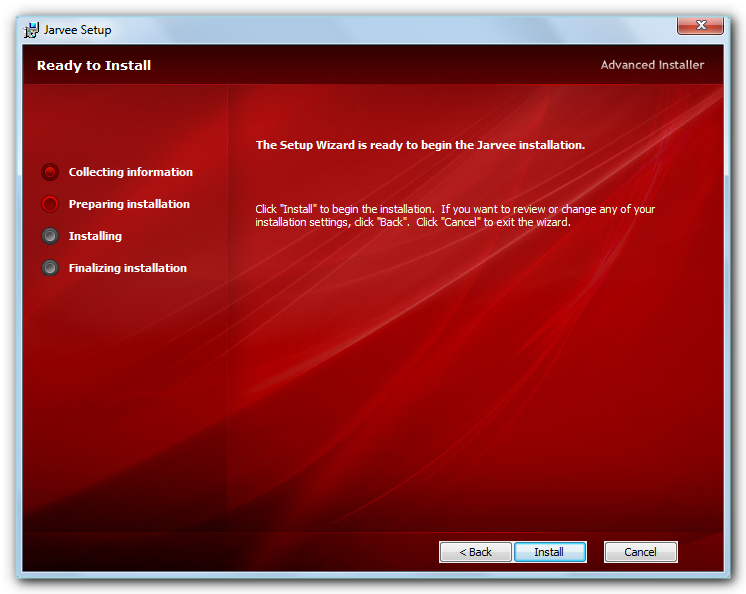 Jarvee Setup
Ready to Install
Advanced Installer
The Setup Wizard is ready to begin the Jarvee installation.
Collecting information
Preparing installation
Installing
Finalizing installation
Click "Install" to begin the installation.  If you want to review or change any of your
installation settings, click "Back".  Click "Cancel" to exit the wizard.
< Back
Install
Cancel